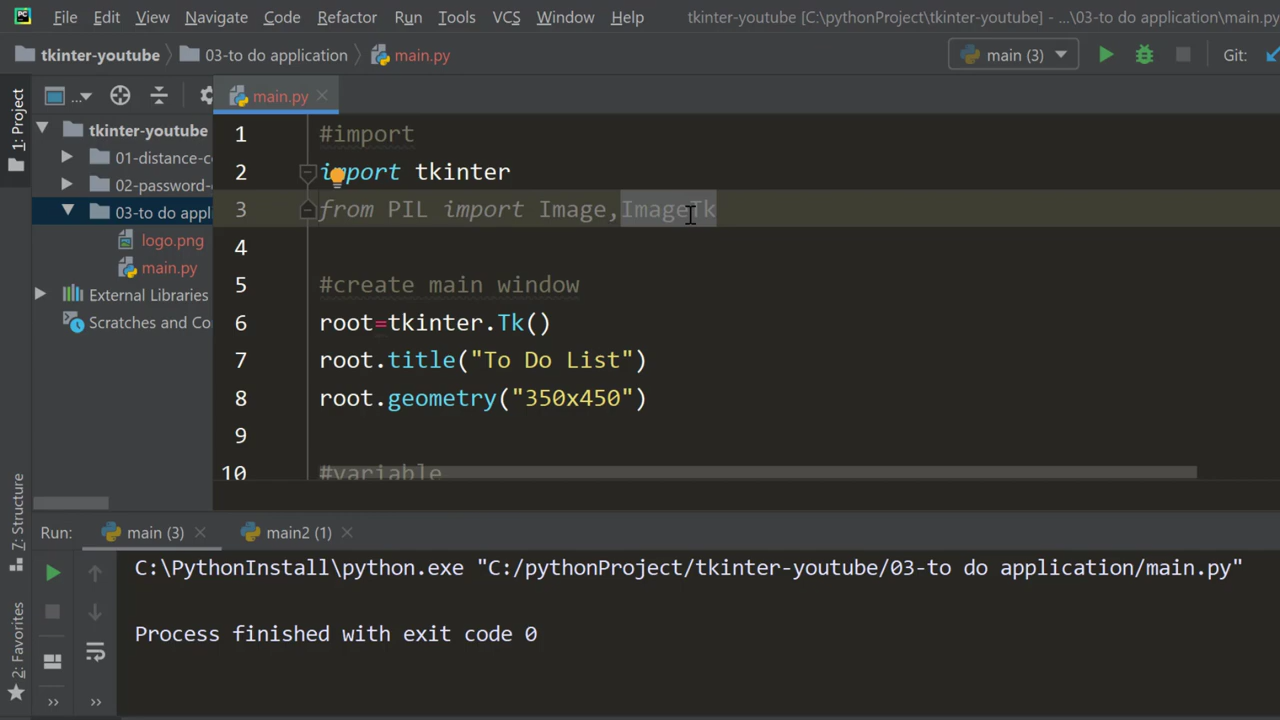 PC File Edit View Navigate Code Refactor Run Tools VCS Window Help tkinter-youtube [C:\pythonProject\tkinter-youtube] - ...\03-to do application\main.py
tkinter-youtube 03-to do application main.py main (3) Git:
1: Project
... main.py
tkinter-youtube
01-distance-c
02-password-
03-to do appl
logo.png
main.py
External Libraries
Scratches and Co
1 #import
2 import tkinter
3 from PIL import Image,ImageTk
4
5 #create main window
6 root=tkinter.Tk()
7 root.title("To Do List")
8 root.geometry("350x450")
9
10 #variable
7: Structure
2: Favorites
Run: main (3) main2 (1)
C:\PythonInstall\python.exe "C:/pythonProject/tkinter-youtube/03-to do application/main.py"
Process finished with exit code 0
>> >>